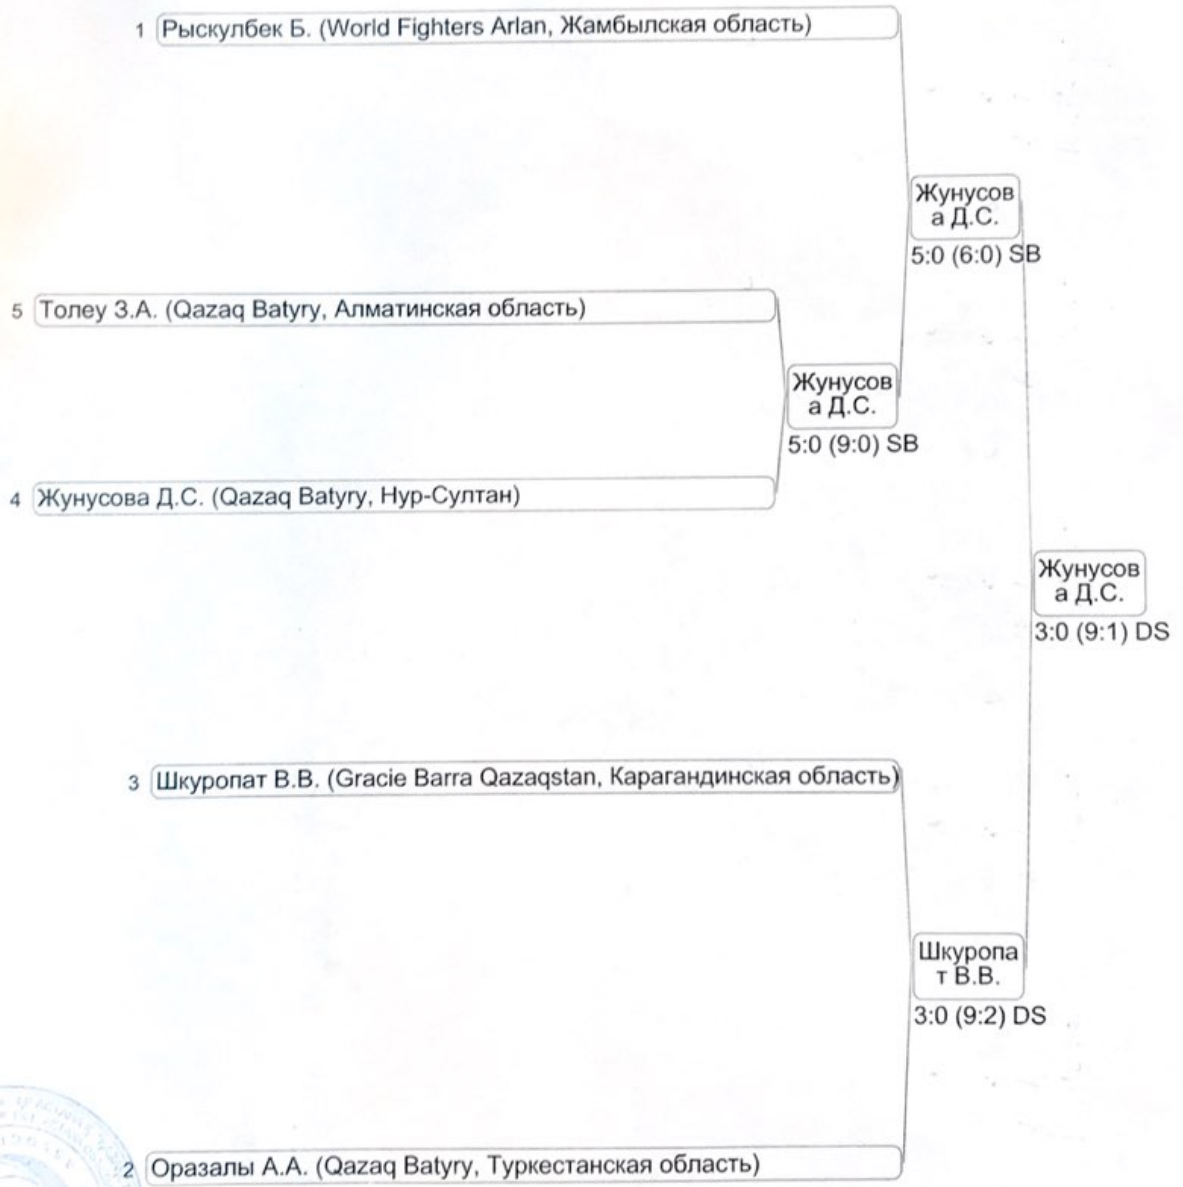 1 Рыскулбек Б. (World Fighters Arlan, Жамбылская область)
Жунусов
а Д.С.
5:0 (6:0) SB
5 Толеу З.А. (Qazaq Batyry, Алматинская область)
Жунусов
а Д.С.
5:0 (9:0) SB
4 Жунусова Д.С. (Qazaq Batyry, Нур-Султан)
Жунусов
а Д.С.
3:0 (9:1) DS
3 Шкуропат В.В. (Gracie Barra Qazaqstan, Карагандинская область)
Шкуропа
т В.В.
3:0 (9:2) DS
2 Оразалы А.А. (Qazaq Batyry, Туркестанская область)